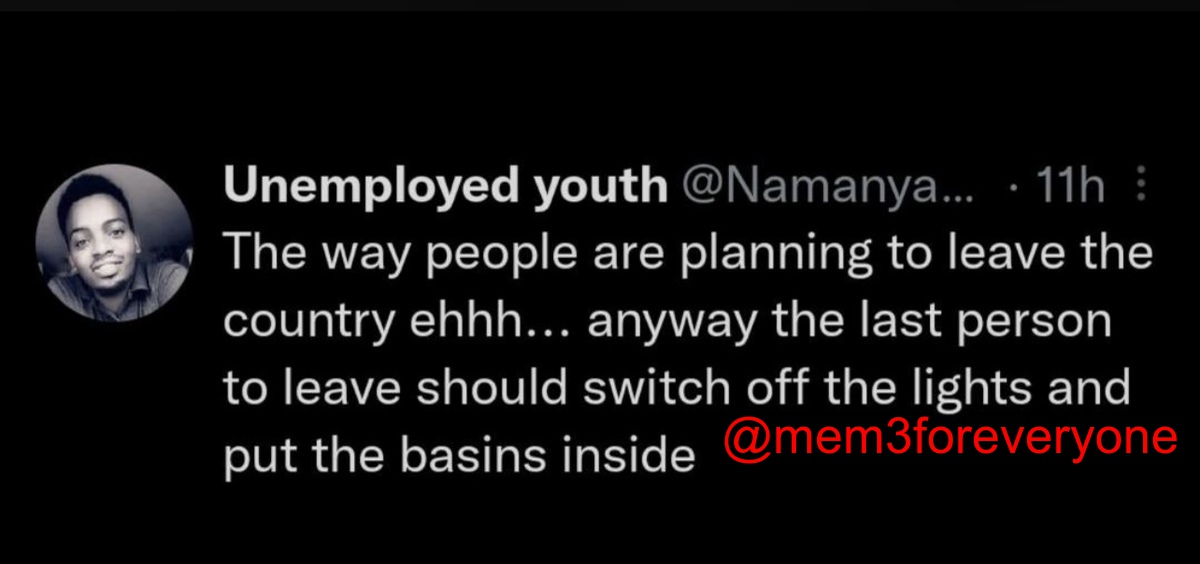 Unemployed youth @Namanya... · 11h
The way people are planning to leave the
country ehhh... anyway the last person
to leave should switch off the lights and
put the basins inside
@mem3foreveryone